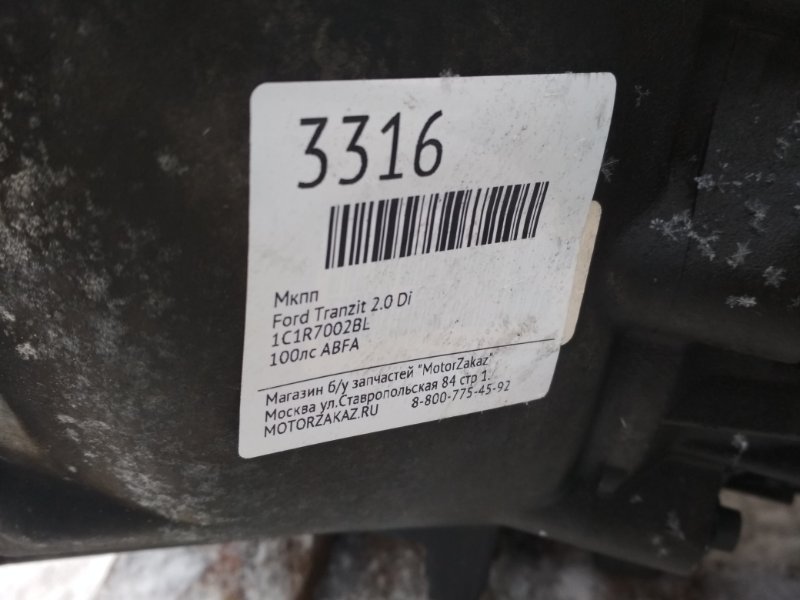 3316
Мкпп
Ford Tranzit 2.0 Di
1C1R7002BL
100лс ABFA
Магазин б/у запчастей "MotorZakaz"
Москва ул.Ставропольская 84 стр 1.
MOTORZAKAZ.RU 8-800-775-45-92